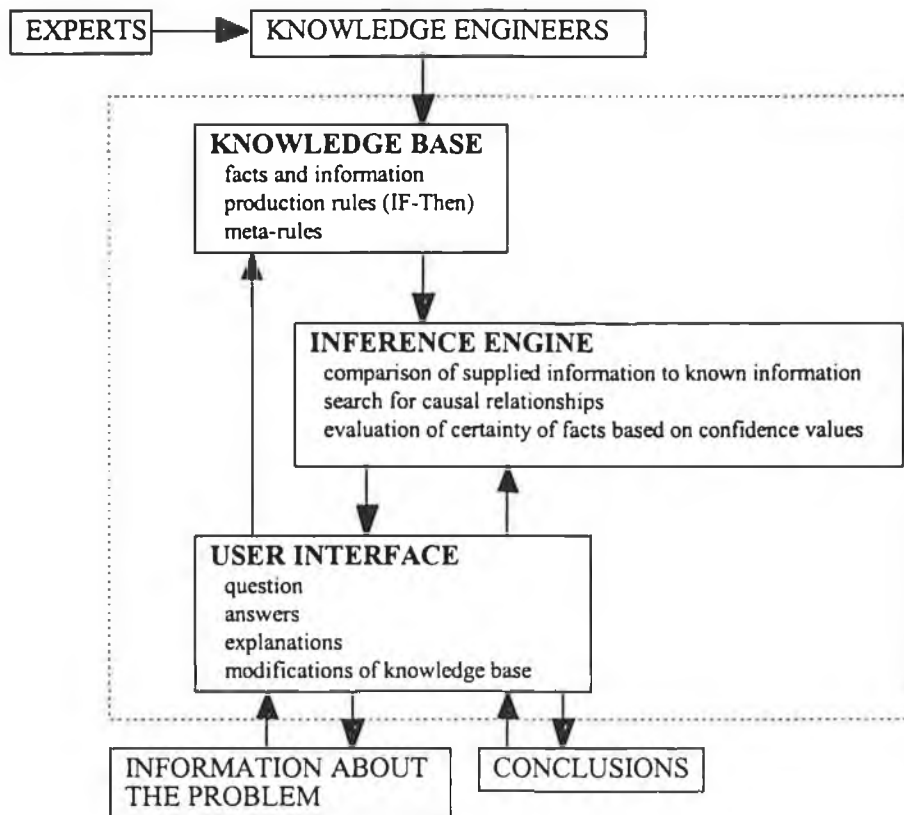 EXPERTS
KNOWLEDGE ENGINEERS
KNOWLEDGE BASE
facts and information
production rules (IF-Then)
meta-rules
INFERENCE ENGINE
comparison of supplied information to known information
search for causal relationships
evaluation of certainty of facts based on confidence values
USER INTERFACE
question
answers
explanations
modifications of knowledge base
INFORMATION ABOUT
THE PROBLEM
CONCLUSIONS